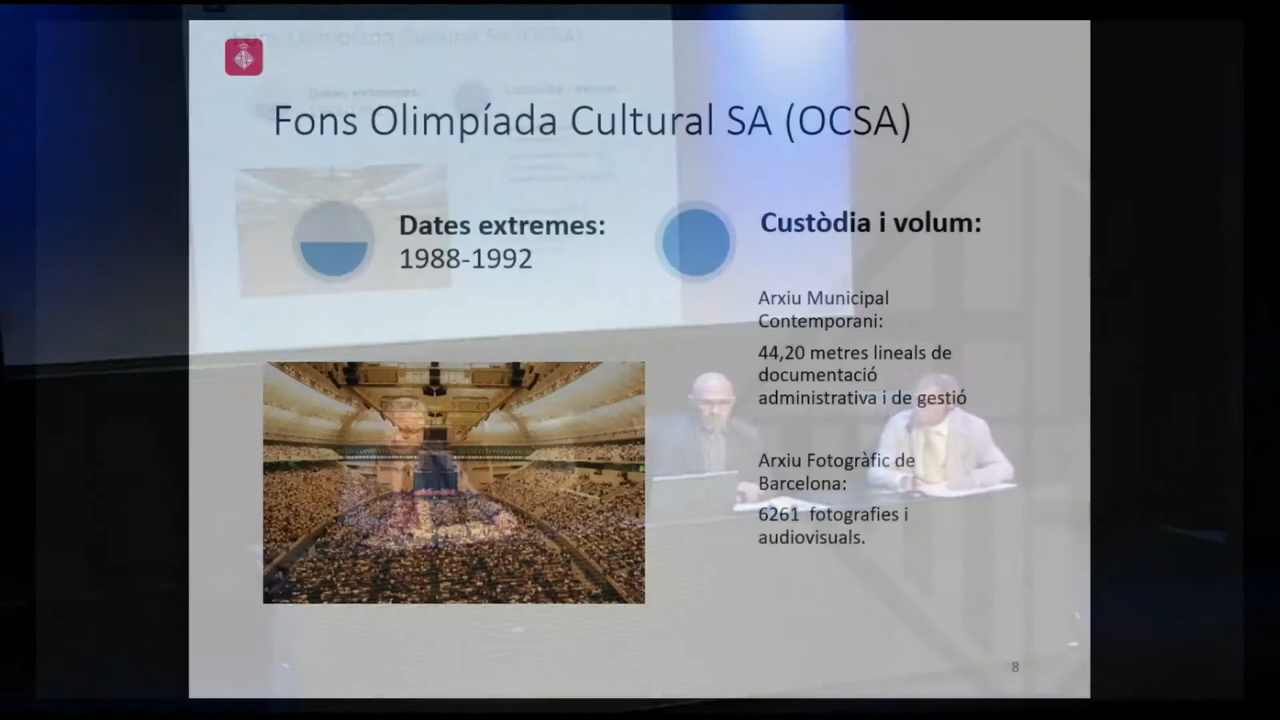 Fons Olimpíada Cultural SA (OCSA)
Dates extremes:
1988-1992
Custòdia i volum:
Arxiu Municipal
Contemporani:
44,20 metres lineals de
documentació
administrativa i de gestió
Arxiu Fotogràfic de
Barcelona:
6261 fotografies i
audiovisuals.
8